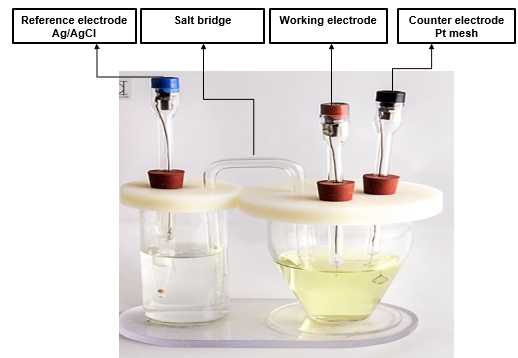 Reference electrode
Ag/AgCl
Salt bridge
Working electrode
Counter electrode
Pt mesh